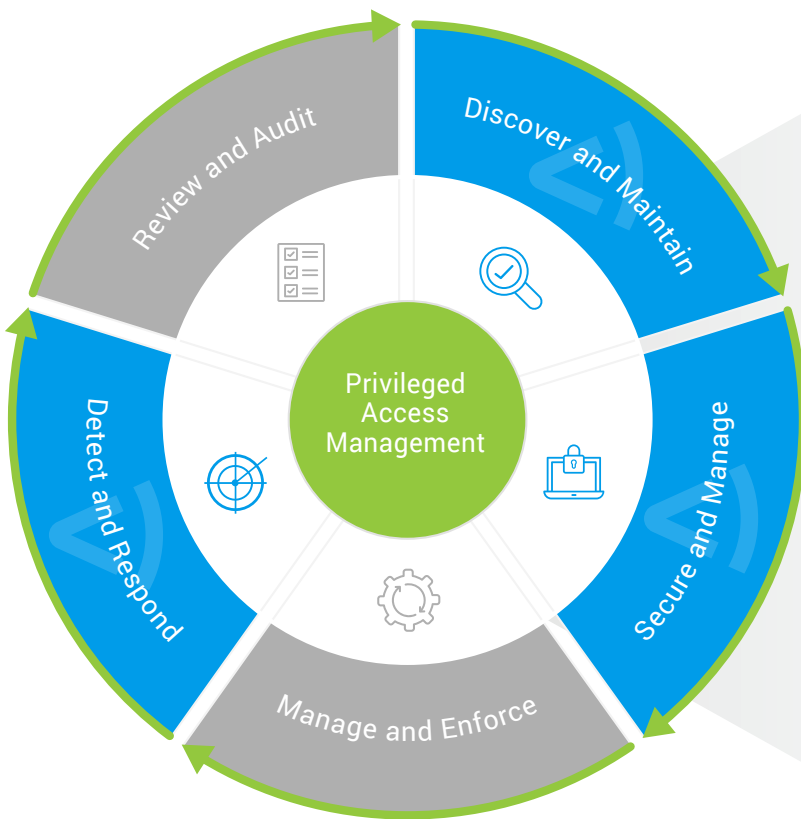 Privileged
Access
Management
Discover and Maintain
Secure and Manage
Manage and Enforce
Detect and Respond
Review and Audit